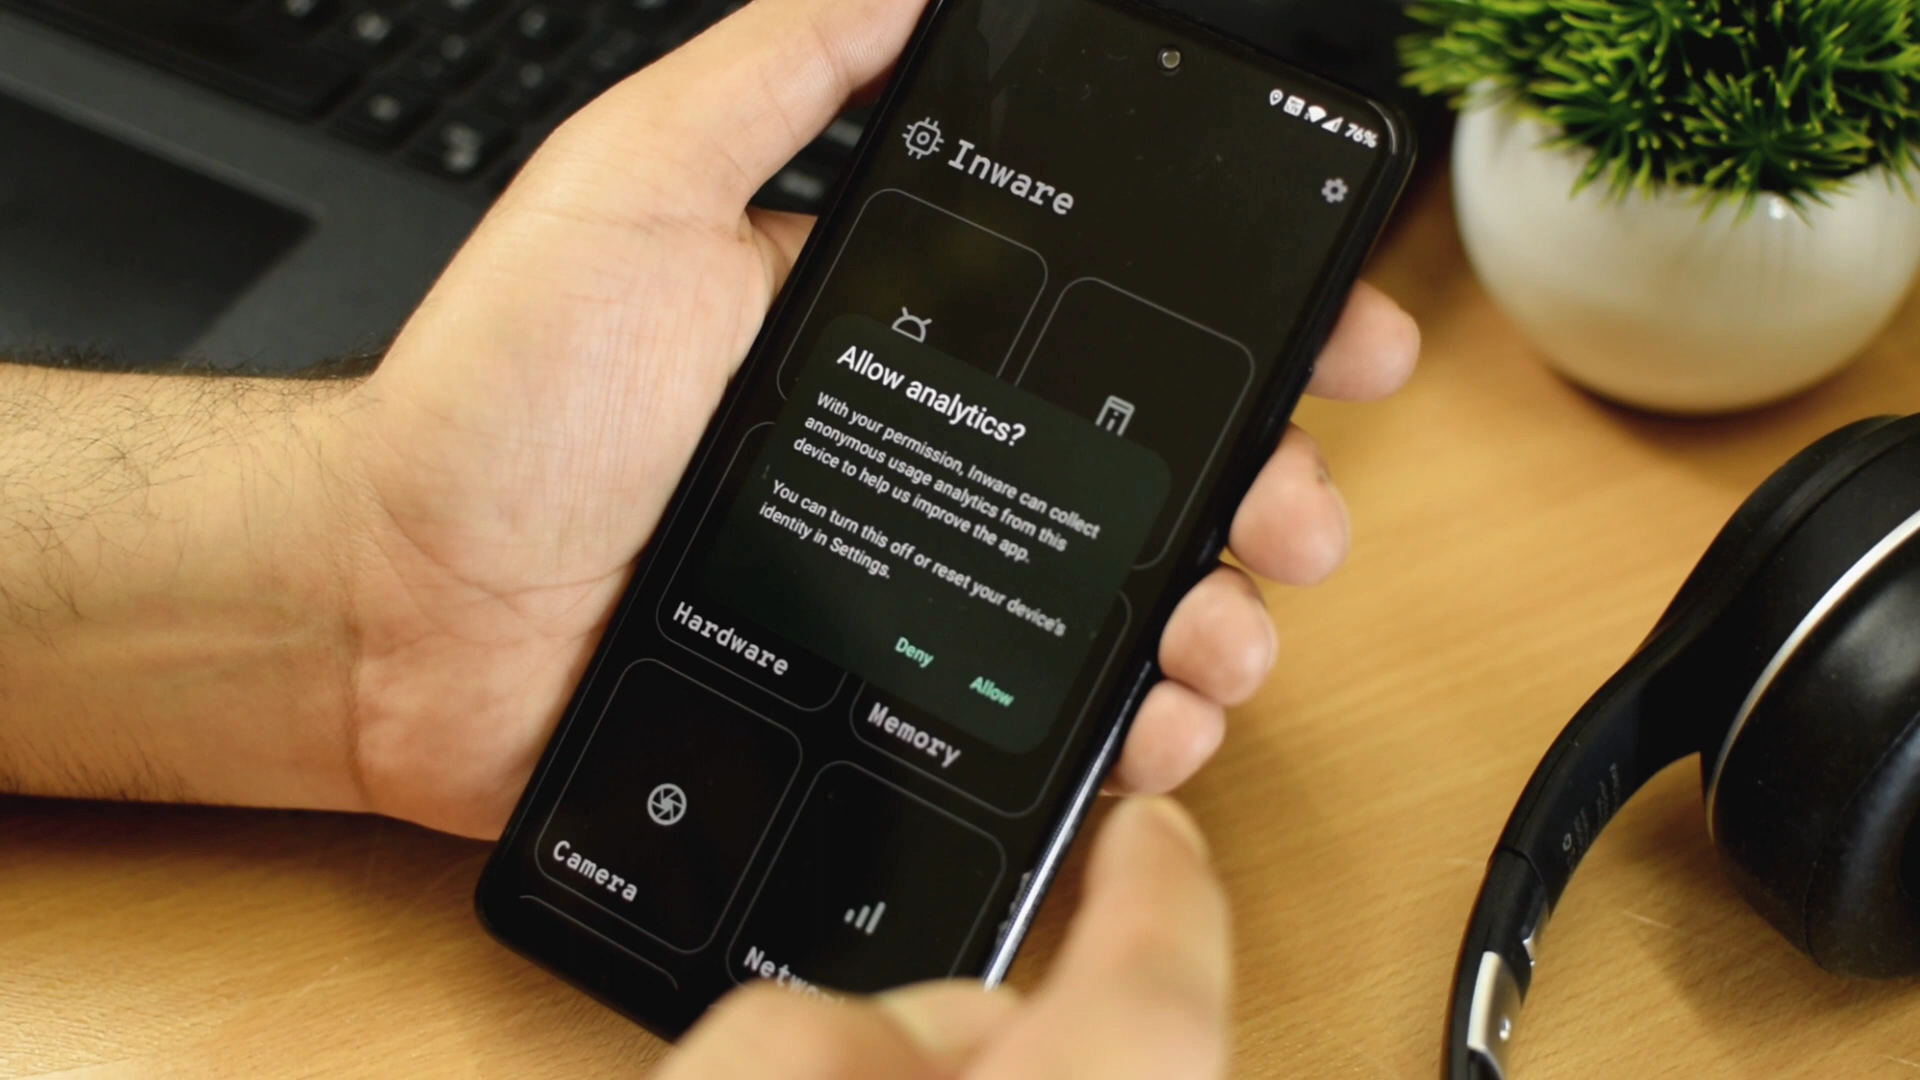 76%
Inware
Allow analytics?
With your permission, Inware can collect
anonymous usage analytics from this
device to help us improve the app.
You can turn this off or reset your device's
identity in Settings.
Deny
Allow
Hardware
Memory
Camera